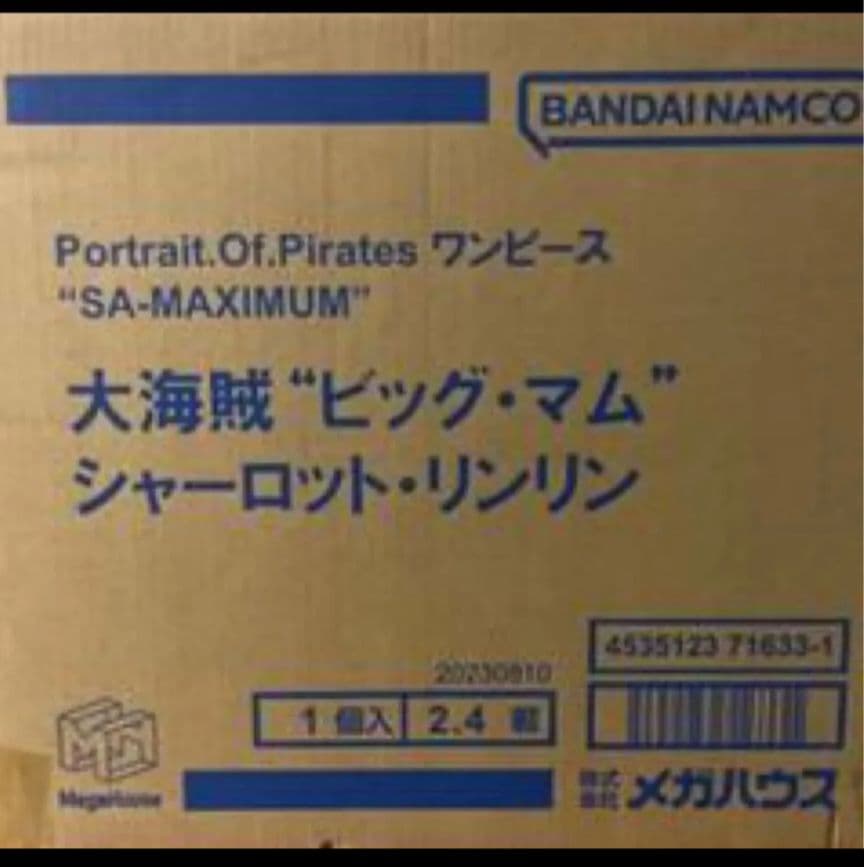 BANDAI NAMCO
Portrait.Of.Pirates ワンピース
“SA-MAXIMUM”
大海賊“ビッグ・マム”
シャーロット・リンリン
4535123 71633-1
20230810
1 個入 2.4
MegaHouse
株式会社 メガハウス